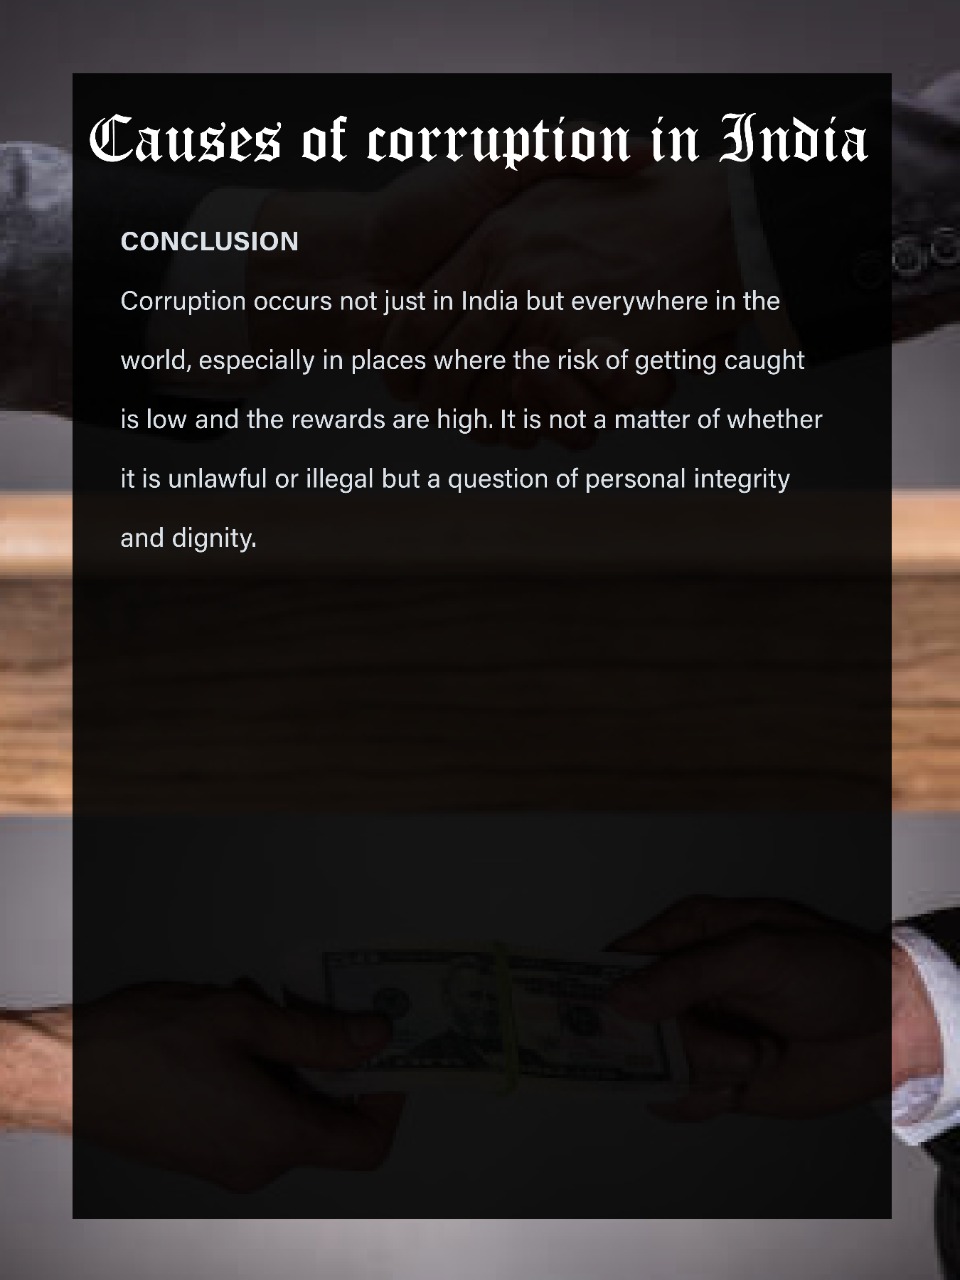 Causes of corruption in India
CONCLUSION
Corruption occurs not just in India but everywhere in the
world, especially in places where the risk of getting caught
is low and the rewards are high. It is not a matter of whether
it is unlawful or illegal but a question of personal integrity
and dignity.